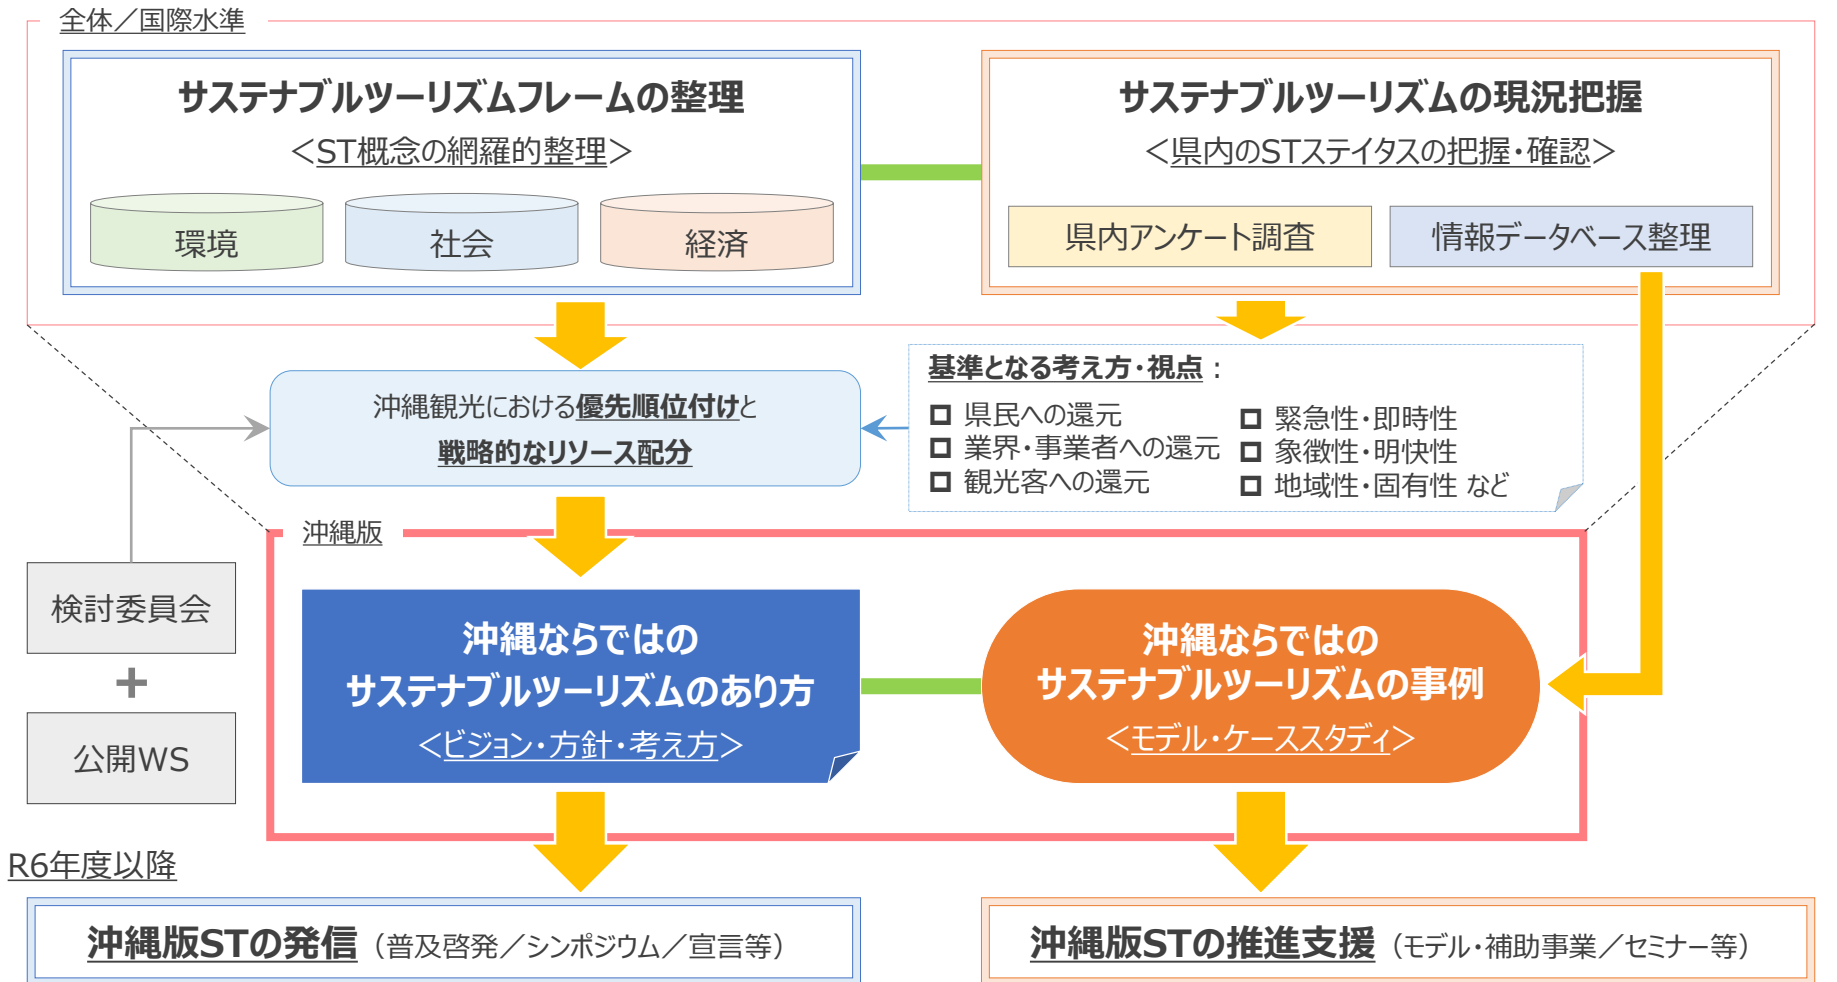 全体／国際水準
サステナブルツーリズムフレームの整理
＜ST概念の網羅的整理＞
環境
社会
経済
サステナブルツーリズムの現況把握
＜県内のSTステイタスの把握・確認＞
県内アンケート調査
情報データベース整理
沖縄観光における優先順位付けと
戦略的なリソース配分
基準となる考え方・視点：
県民への還元
業界・事業者への還元
観光客への還元
緊急性・即時性
象徴性・明快性
地域性・固有性 など
検討委員会
+
公開WS
沖縄版
沖縄ならではの
サステナブルツーリズムのあり方
＜ビジョン・方針・考え方＞
沖縄ならではの
サステナブルツーリズムの事例
＜モデル・ケーススタディ＞
R6年度以降
沖縄版STの発信（普及啓発／シンポジウム／宣言等）
沖縄版STの推進支援（モデル・補助事業／セミナー等）